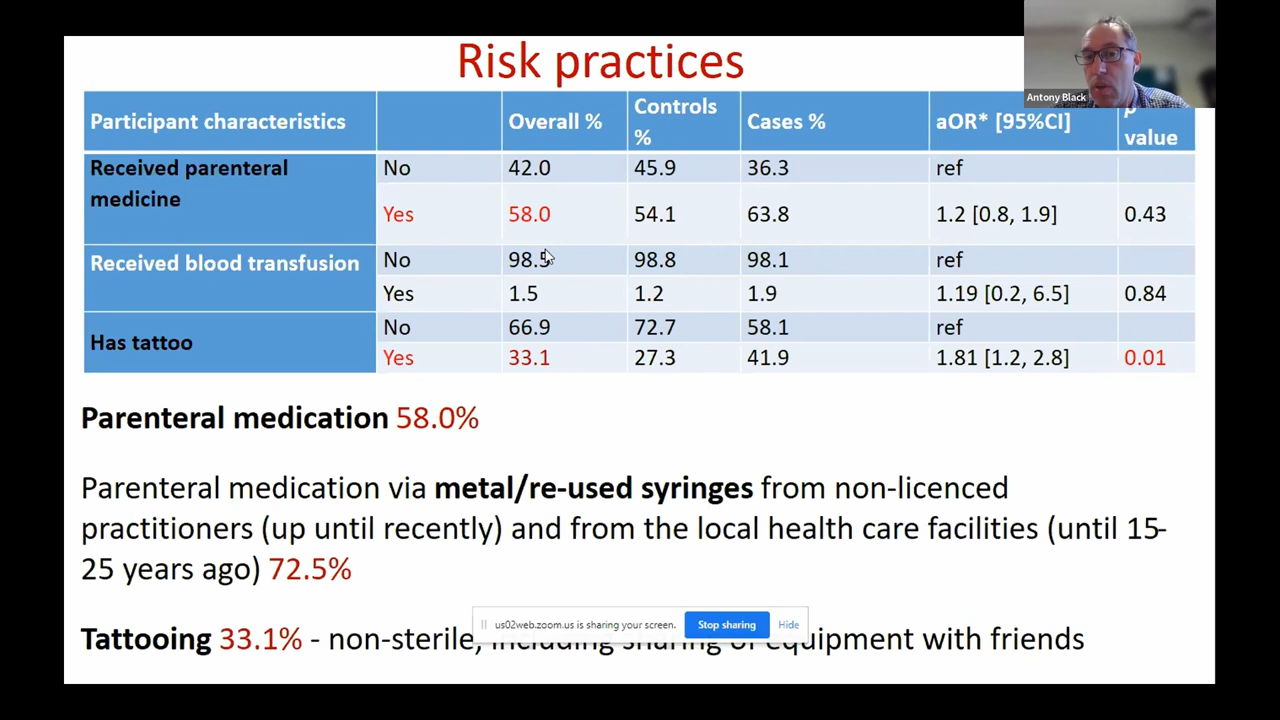 Risk practices
Antony Black
Participant characteristics Overall % Controls % Cases % aOR* [95%CI] value
Received parenteral medicine No 42.0 45.9 36.3 ref
Yes 58.0 54.1 63.8 1.2 [0.8, 1.9] 0.43
Received blood transfusion No 98.5 98.8 98.1 ref
Yes 1.5 1.2 1.9 1.19 [0.2, 6.5] 0.84
Has tattoo No 66.9 72.7 58.1 ref
Yes 33.1 27.3 41.9 1.81 [1.2, 2.8] 0.01
Parenteral medication 58.0%
Parenteral medication via metal/re-used syringes from non-licenced
practitioners (up until recently) and from the local health care facilities (until 15-
25 years ago) 72.5%
us02web.zoom.us is sharing your screen. Stop sharing Hide
Tattooing 33.1% - non-sterile, including sharing of equipment with friends